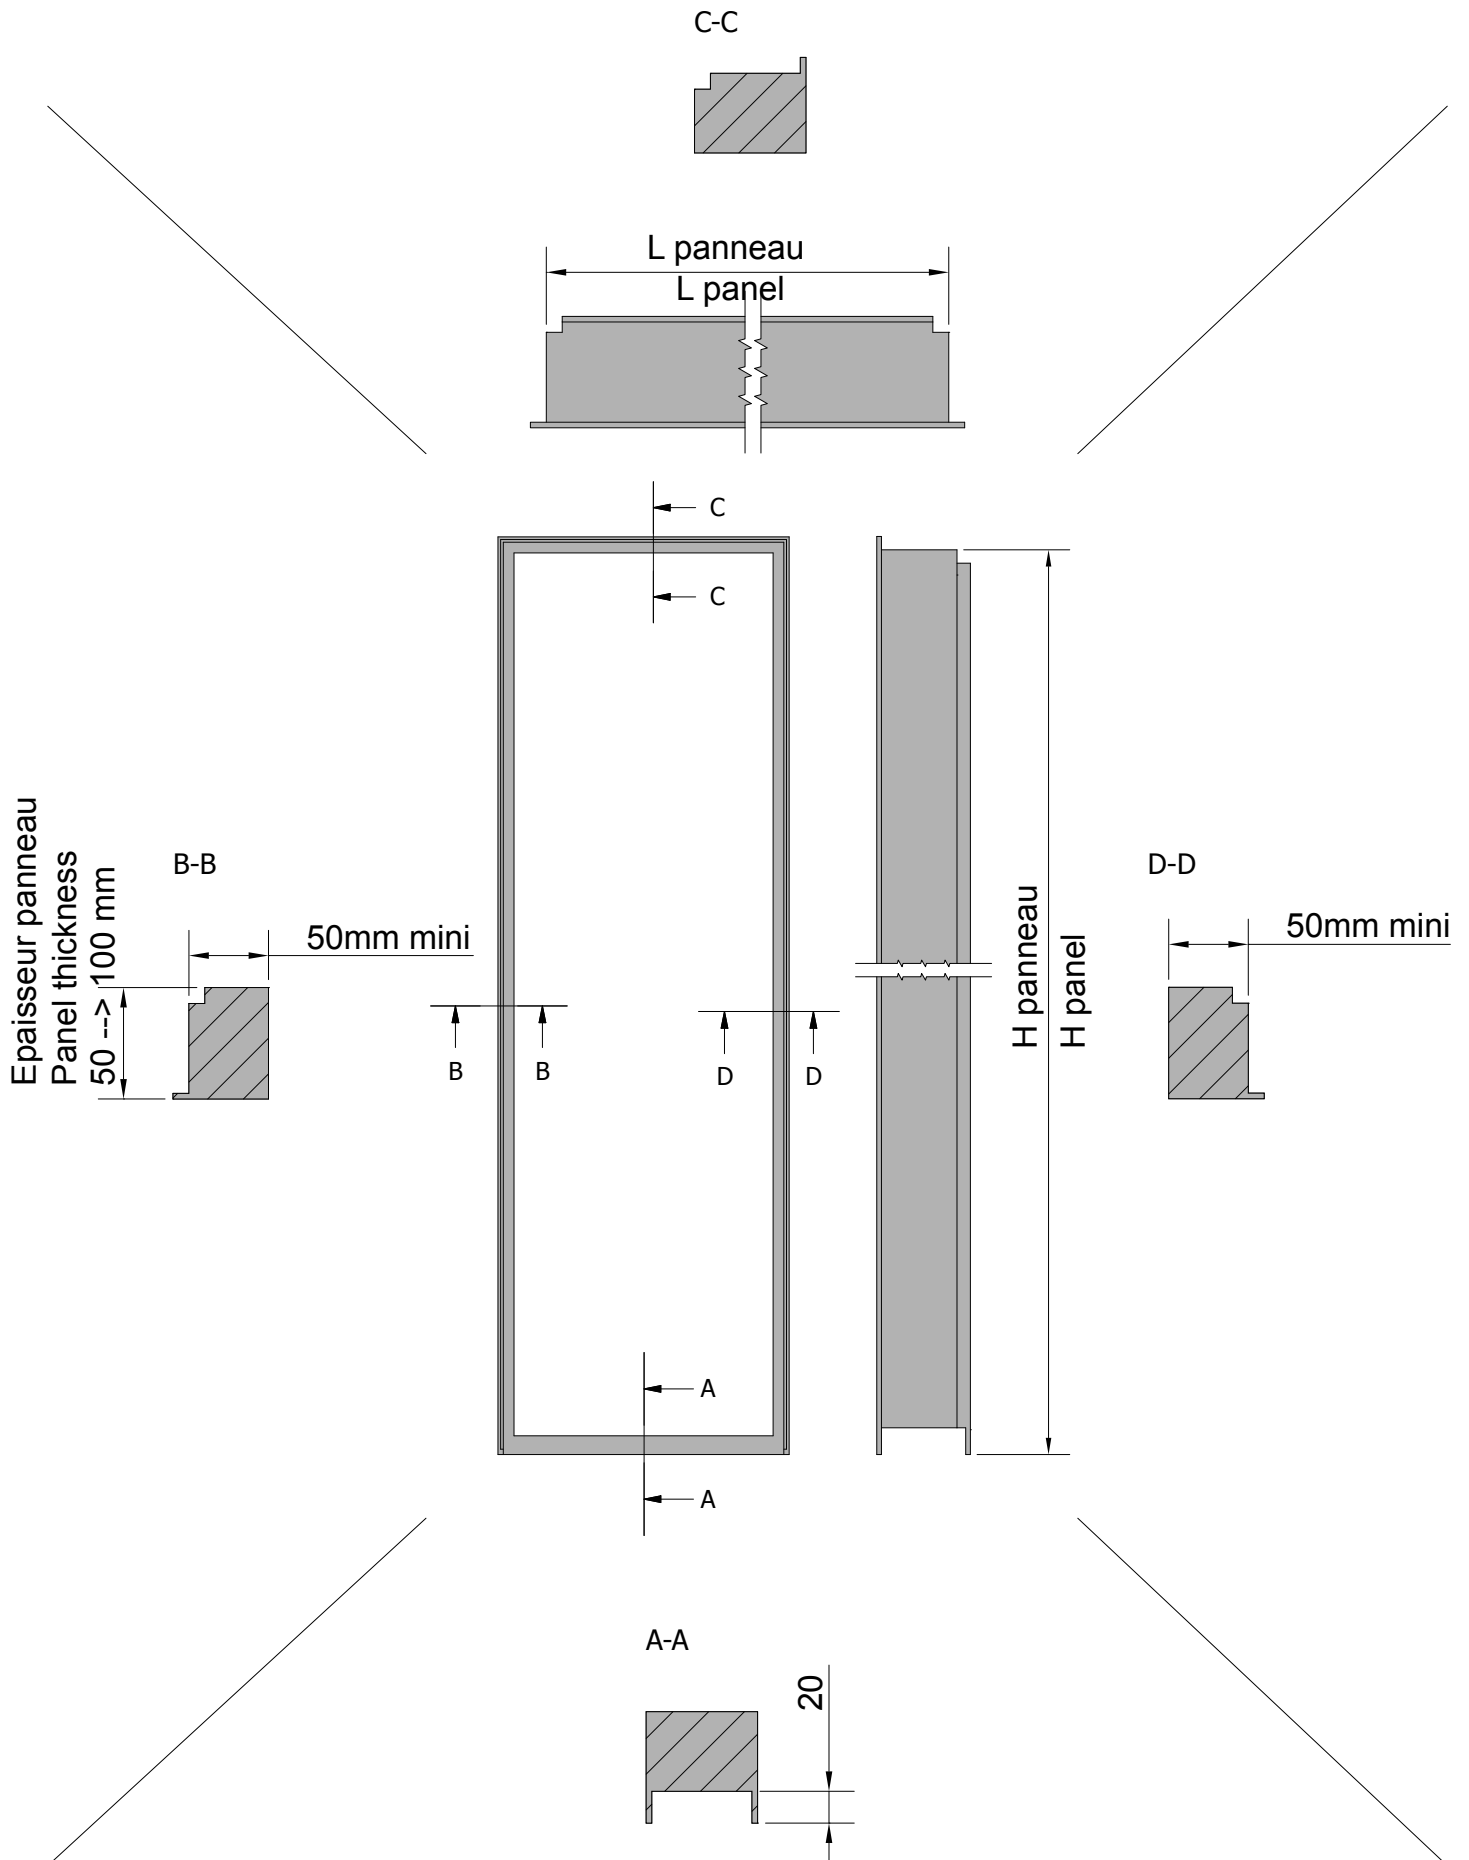 C-C
L panneau
L panel
C
C
Epaisseur panneau
Panel thickness
50 ---> 100 mm
B-B
50mm mini
B
B
D
D
H panneau
H panel
D-D
50mm mini
A
A
A-A
20